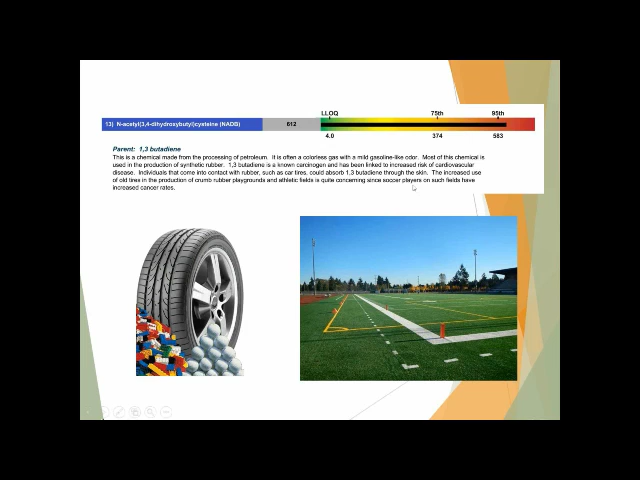 LLOQ 75th 95th
13) N-acetyl(3,4-dihydroxybutyl)cysteine (NADB) 612
4.0 374 583
Parent: 1,3 butadiene
This is a chemical made from the processing of petroleum. It is often a colorless gas with a mild gasoline-like odor. Most of this chemical is
used in the production of synthetic rubber. 1,3 butadiene is a known carcinogen and has been linked to increased risk of cardiovascular
disease. Individuals that come into contact with rubber, such as car tires, could absorb 1,3 butadiene through the skin. The increased use
of old tires in the production of crumb rubber playgrounds and athletic fields is quite concerning since soccer players on such fields have
increased cancer rates.